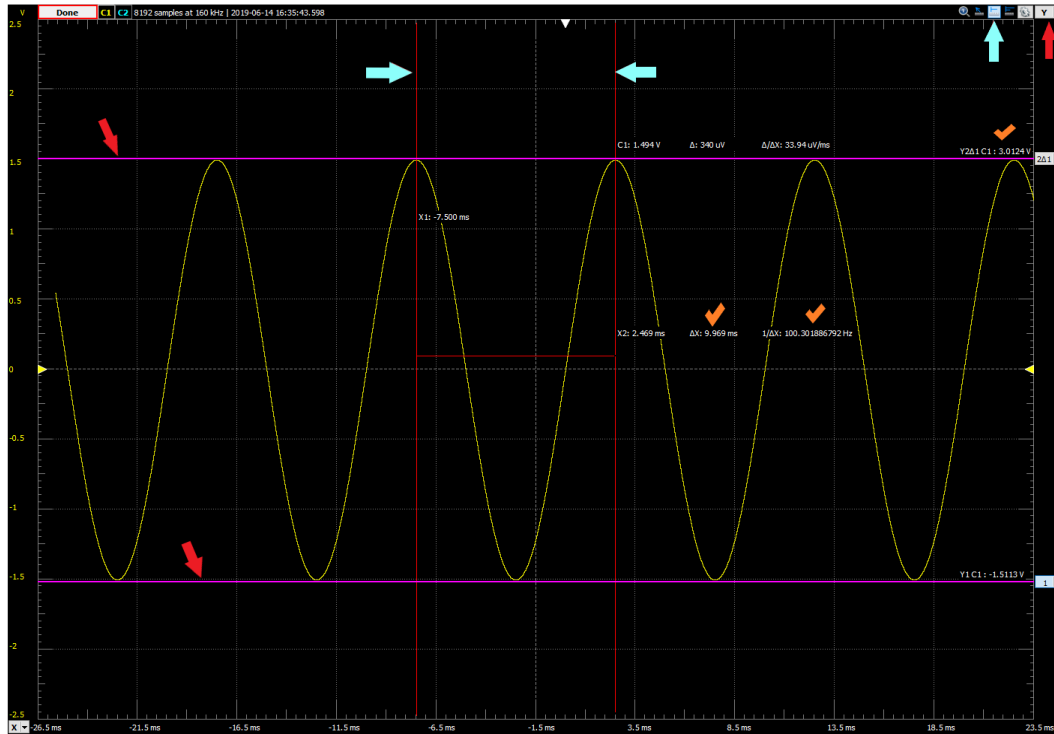 V Done C1 C2 8192 samples at 160 kHz | 2019-06-14 16:35:43.598 Y
2.5
2
C1: 1.494 V Δ: 340 uV Δ/ΔX: 33.94 uV/ms
Y2Δ1 C1 : 3.0124 V
1.5 2Δ1
X1: -7.500 ms
1
0.5
X2: 2.469 ms ΔX: 9.969 ms 1/ΔX: 100.301886792 Hz
0
-0.5
-1
Y1 C1 : -1.5113 V
-1.5 1
-2
-2.5
X -26.5 ms -21.5 ms -16.5 ms -11.5 ms -6.5 ms -1.5 ms 3.5 ms 8.5 ms 13.5 ms 18.5 ms 23.5 ms